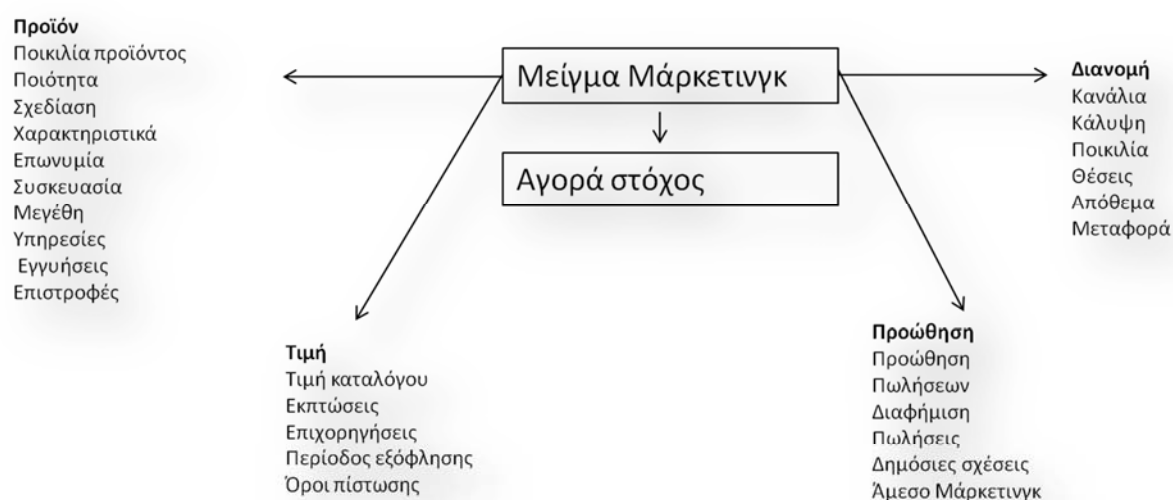 Προϊόν
Ποικιλία προϊόντος
Ποιότητα
Σχεδίαση
Χαρακτηριστικά
Επωνυμία
Συσκευασία
Μεγέθη
Υπηρεσίες
Εγγυήσεις
Επιστροφές
Μείγμα Μάρκετινγκ
Αγορά στόχος
Διανομή
Κανάλια
Κάλυψη
Ποικιλία
Θέσεις
Απόθεμα
Μεταφορά
Τιμή
Τιμή καταλόγου
Εκπτώσεις
Επιχορηγήσεις
Περίοδος εξόφλησης
Όροι πίστωσης
Προώθηση
Προώθηση
Πωλήσεων
Διαφήμιση
Πωλήσεις
Δημόσιες σχέσεις
Άμεσο Μάρκετινγκ